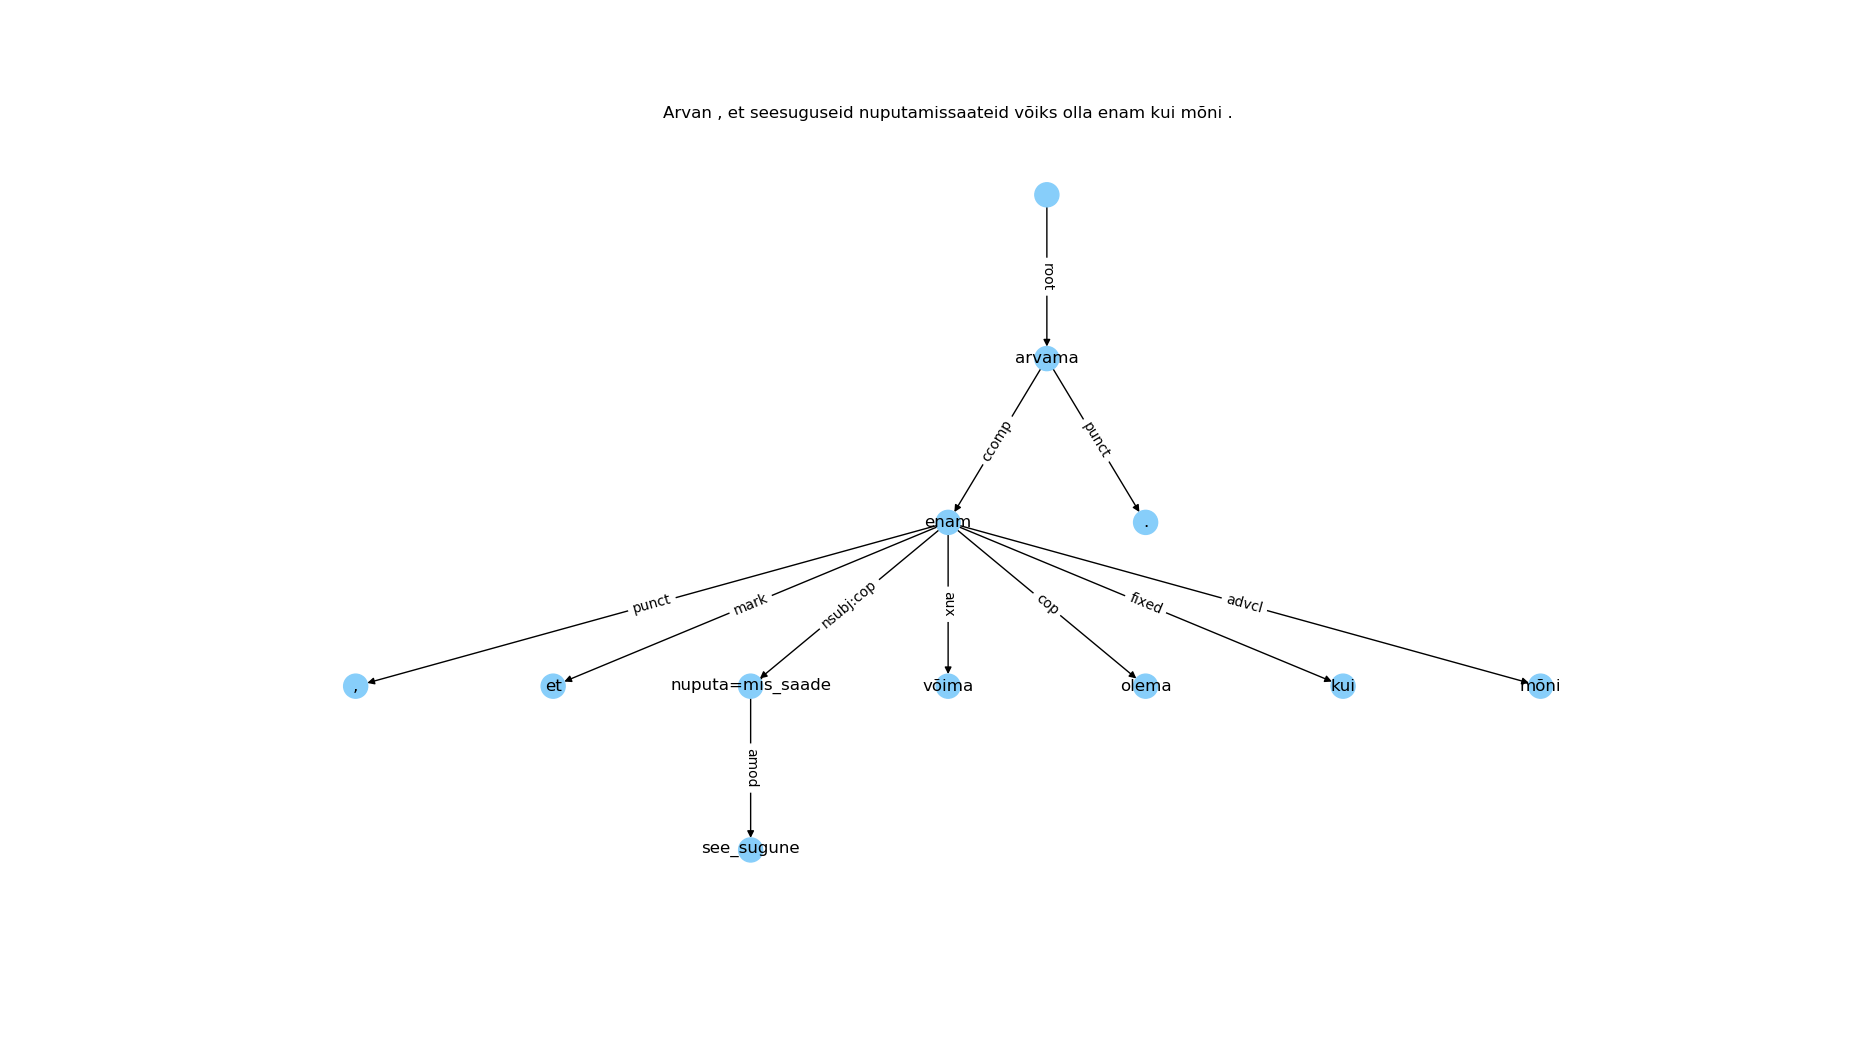 Arvan , et seesuguseid nuputamissaateid võiks olla enam kui mõni .
root
arvama
ccomp
punct
enam
.
punct
mark
nsubj:cop
aux
cop
fixed
advcl
,
et
nuputa=mis_saade
võima
olema
kui
mõni
amod
see_sugune